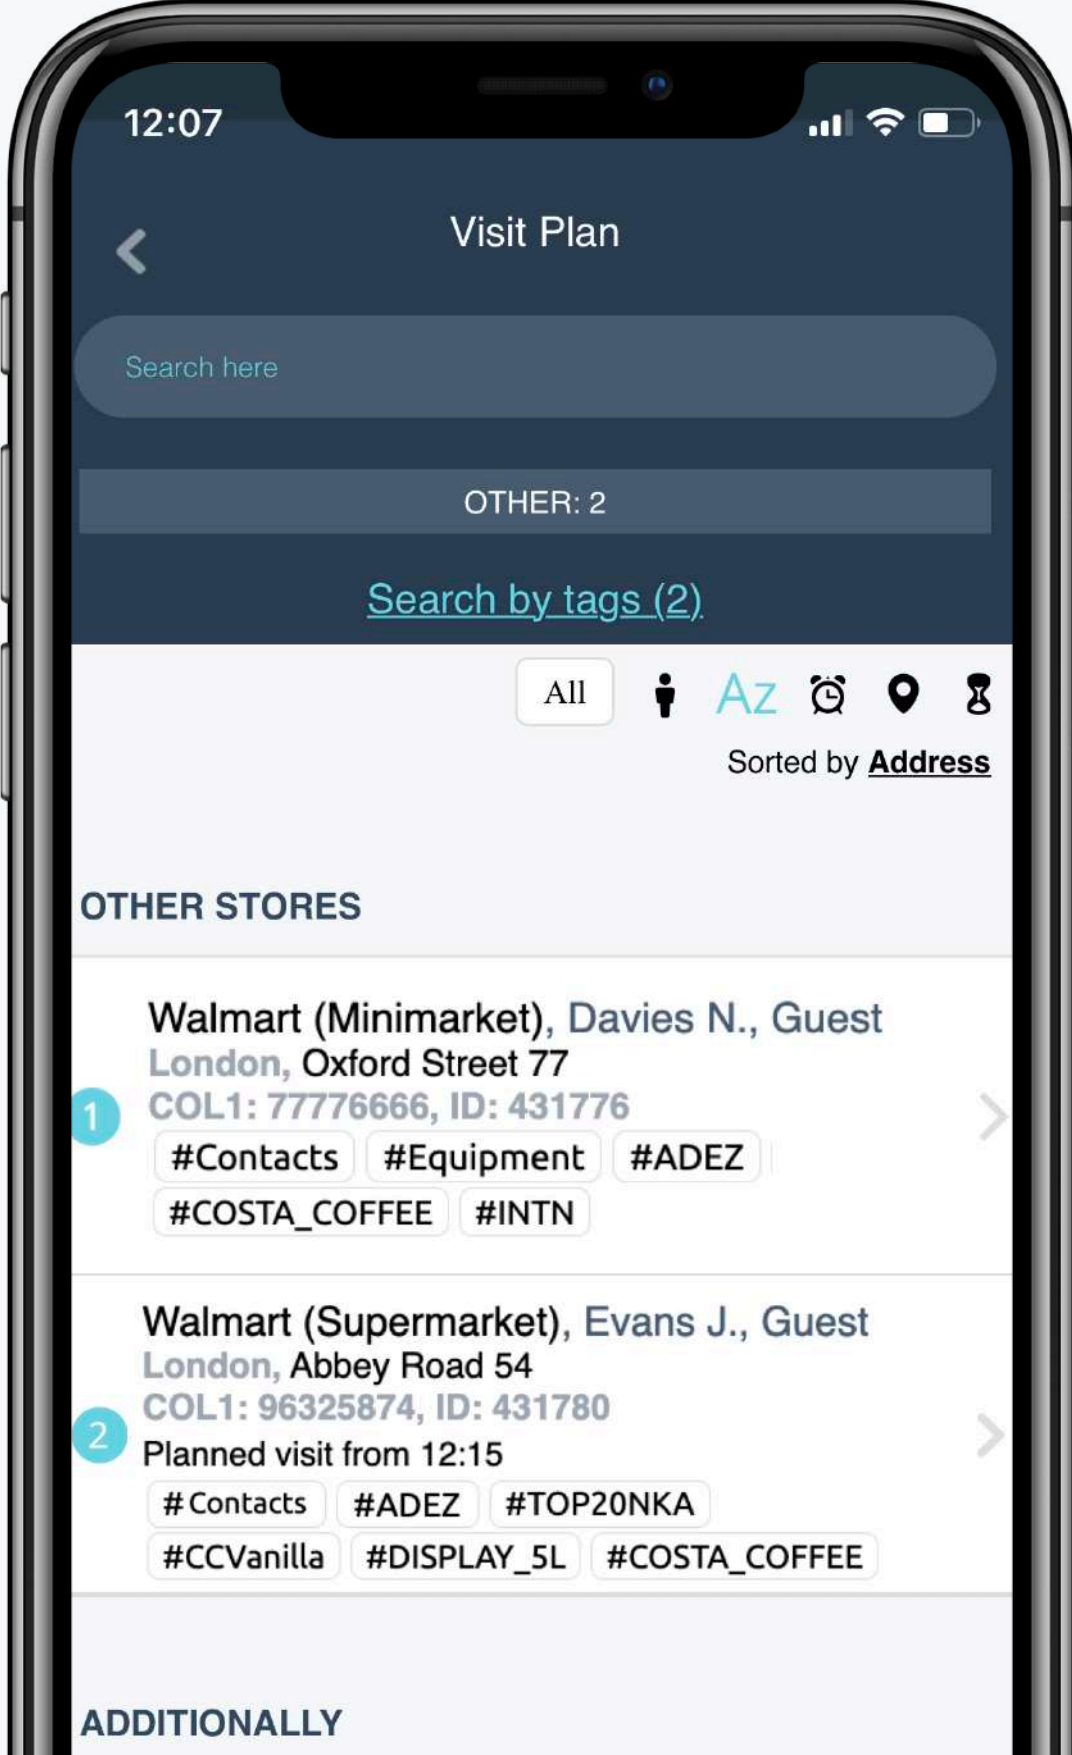 12:07
Visit Plan
Search here
OTHER: 2
Search by tags (2)
All Az
Sorted by Address
OTHER STORES
Walmart (Minimarket), Davies N., Guest
London, Oxford Street 77
1
COL1: 77776666, ID: 431776
#Contacts #Equipment #ADEZ
#COSTA_COFFEE #INTN
Walmart (Supermarket), Evans J., Guest
London, Abbey Road 54
COL1: 96325874, ID: 431780
2
Planned visit from 12:15
#Contacts #ADEZ #TOP20NKA
#CCVanilla #DISPLAY_5L #COSTA_COFFEE
ADDITIONALLY